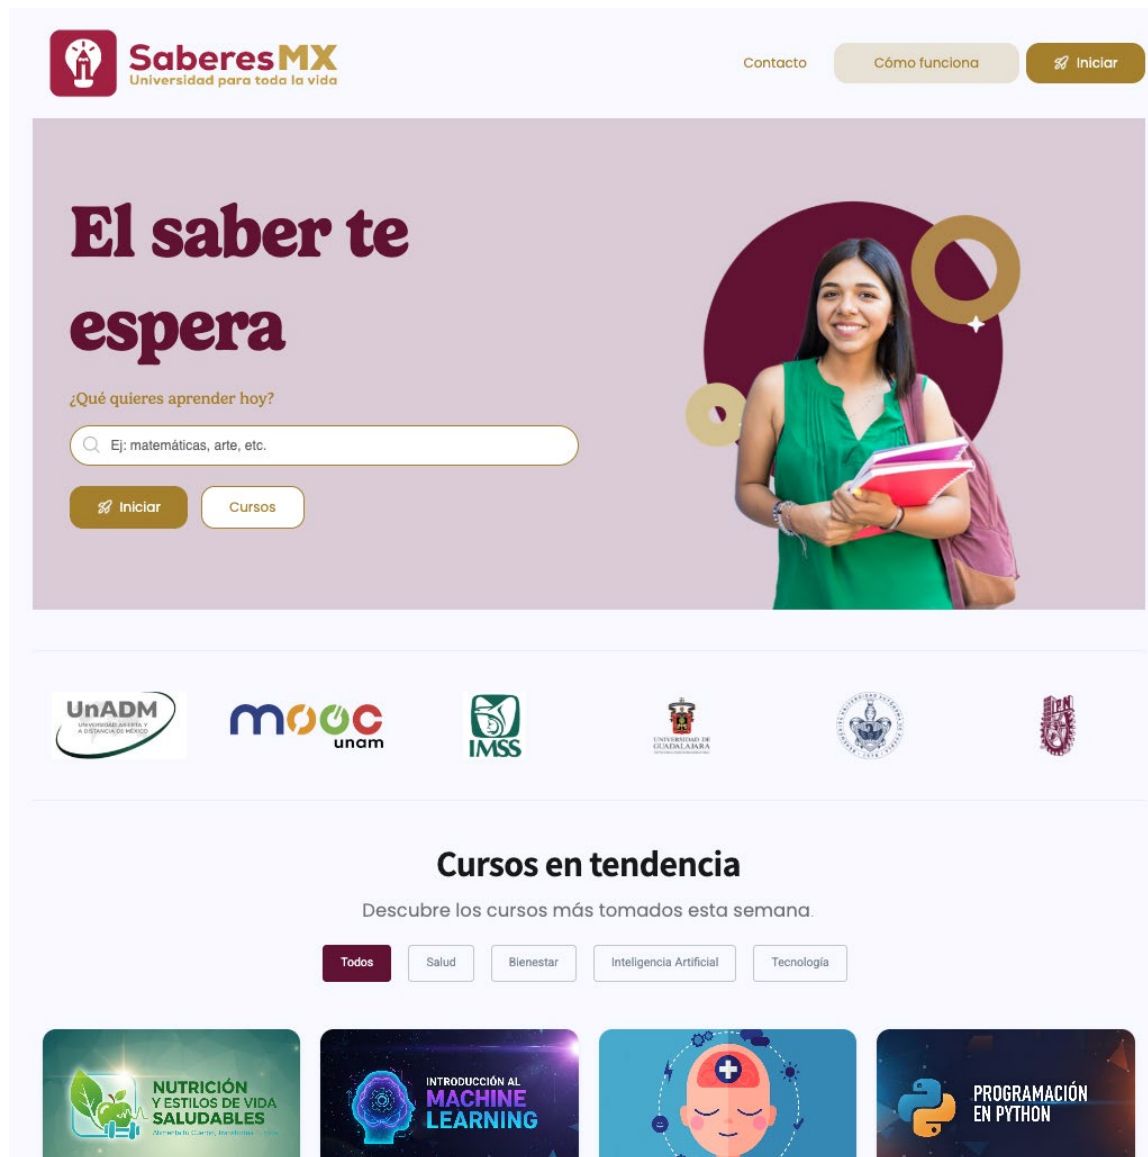 SaberesMX
Universidad para toda la vida
Contacto
Cómo funciona
Iniciar
El saber te
espera
¿Qué quieres aprender hoy?
Ej: matemáticas, arte, etc.
Iniciar
Cursos
UnADM
UNIVERSIDAD ABIERTA Y
A DISTANCIA DE MÉXICO
mooc
unam
IMSS
UNIVERSIDAD DE
GUADALAJARA
IPN
Cursos en tendencia
Descubre los cursos más tomados esta semana.
Todos
Salud
Bienestar
Inteligencia Artificial
Tecnología
NUTRICIÓN
Y ESTILOS DE VIDA
SALUDABLES
INTRODUCCIÓN AL
MACHINE
LEARNING
PROGRAMACIÓN
EN PYTHON